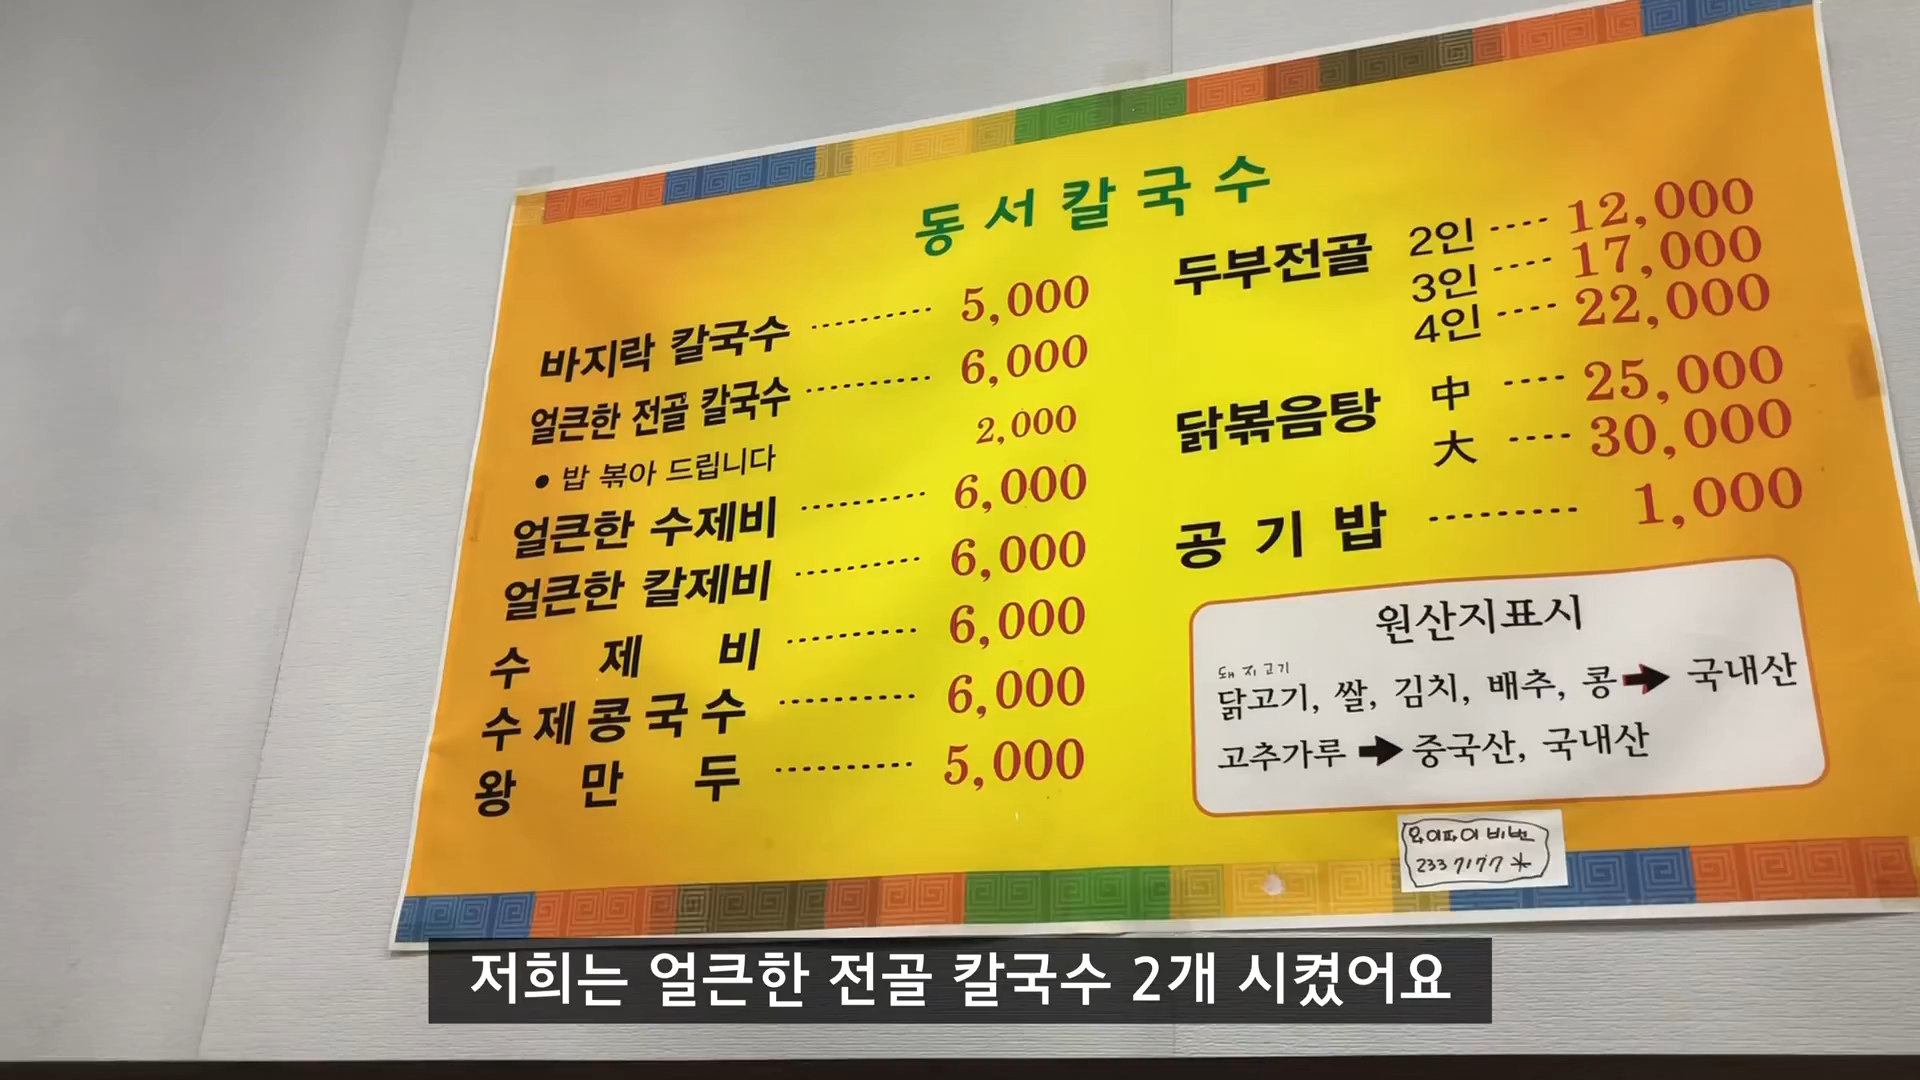 동서칼국수
바지락 칼국수 ---------- 5,000
얼큰한 전골 칼국수 ---------- 6,000
● 밥 볶아 드립니다 2,000
얼큰한 수제비 ---------- 6,000
얼큰한 칼제비 ---------- 6,000
수 제 비 ---------- 6,000
수제콩국수 ---------- 6,000
왕 만 두 ---------- 5,000
두부전골 2인 ---- 12,000
3인 ---- 17,000
4인 ---- 22,000
닭볶음탕 中 ---- 25,000
大 ---- 30,000
공 기 밥 --------- 1,000
원산지표시
돼지고기
닭고기, 쌀, 김치, 배추, 콩 ➡ 국내산
고추가루 ➡ 중국산, 국내산
와이파이 비번
233 7177 *
저희는 얼큰한 전골 칼국수 2개 시켰어요